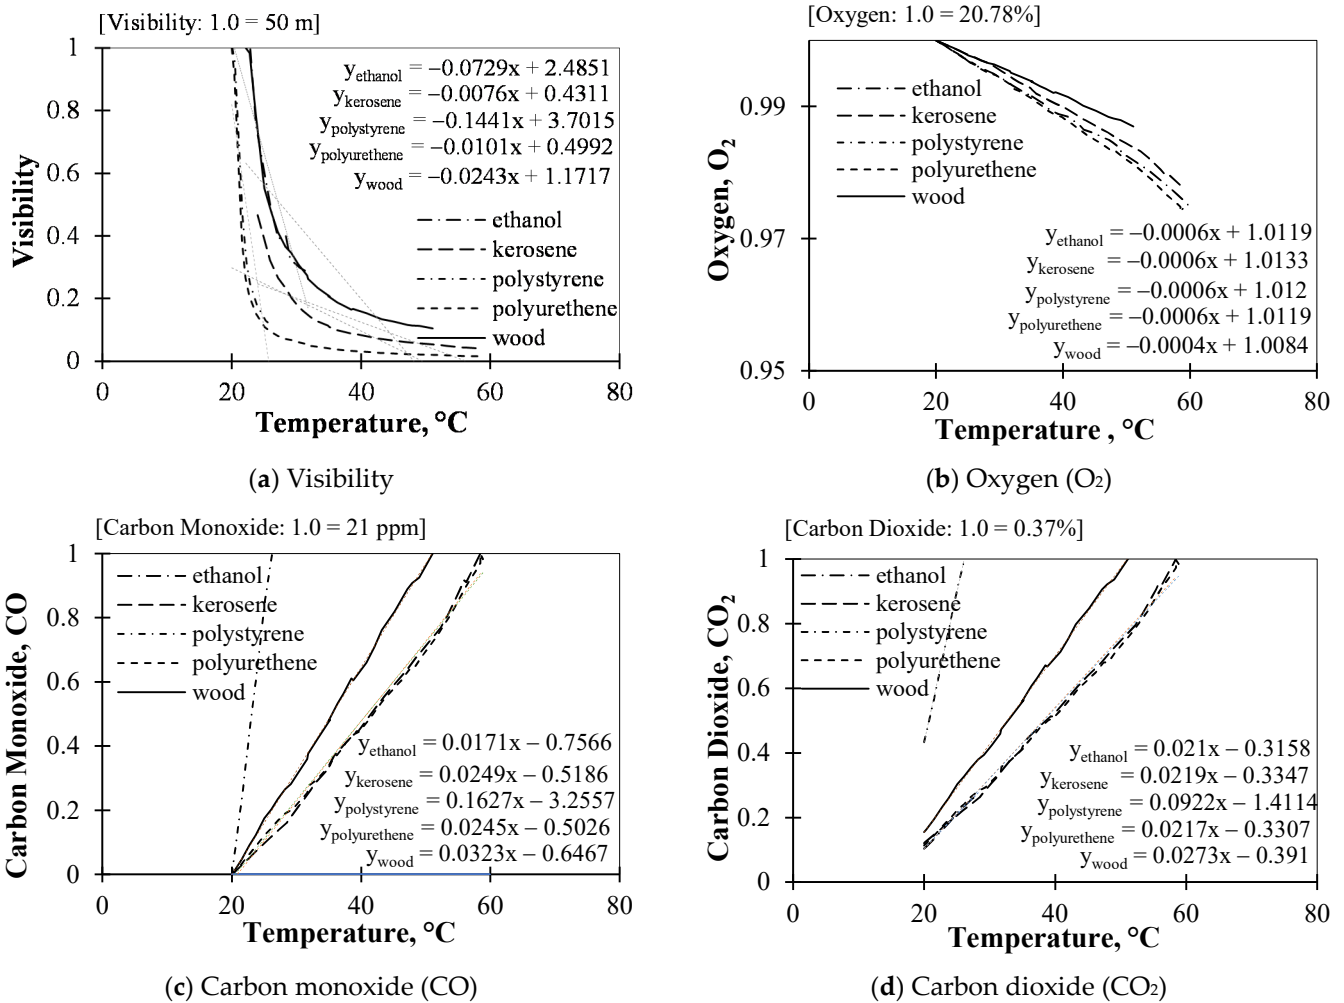 [Visibility: 1.0 = 50 m]
1
0.8
0.6
0.4
0.2
0
0
20
40
60
80
Visibility
Temperature, °C
y_ethanol = −0.0729x + 2.4851
y_kerosene = −0.0076x + 0.4311
y_polystyrene = −0.1441x + 3.7015
y_polyurethene = −0.0101x + 0.4992
y_wood = −0.0243x + 1.1717
ethanol
kerosene
polystyrene
polyurethene
wood
(a) Visibility
[Oxygen: 1.0 = 20.78%]
0.99
0.97
0.95
0
20
40
60
80
Oxygen, O₂
Temperature , °C
ethanol
kerosene
polystyrene
polyurethene
wood
y_ethanol = −0.0006x + 1.0119
y_kerosene = −0.0006x + 1.0133
y_polystyrene = −0.0006x + 1.012
y_polyurethene = −0.0006x + 1.0119
y_wood = −0.0004x + 1.0084
(b) Oxygen (O₂)
[Carbon Monoxide: 1.0 = 21 ppm]
1
0.8
0.6
0.4
0.2
0
0
20
40
60
80
Carbon Monoxide, CO
Temperature, °C
ethanol
kerosene
polystyrene
polyurethene
wood
y_ethanol = 0.0171x − 0.7566
y_kerosene = 0.0249x − 0.5186
y_polystyrene = 0.1627x − 3.2557
y_polyurethene = 0.0245x − 0.5026
y_wood = 0.0323x − 0.6467
(c) Carbon monoxide (CO)
[Carbon Dioxide: 1.0 = 0.37%]
1
0.8
0.6
0.4
0.2
0
0
20
40
60
80
Carbon Dioxide, CO₂
Temperature, °C
ethanol
kerosene
polystyrene
polyurethene
wood
y_ethanol = 0.021x − 0.3158
y_kerosene = 0.0219x − 0.3347
y_polystyrene = 0.0922x − 1.4114
y_polyurethene = 0.0217x − 0.3307
y_wood = 0.0273x − 0.391
(d) Carbon dioxide (CO₂)